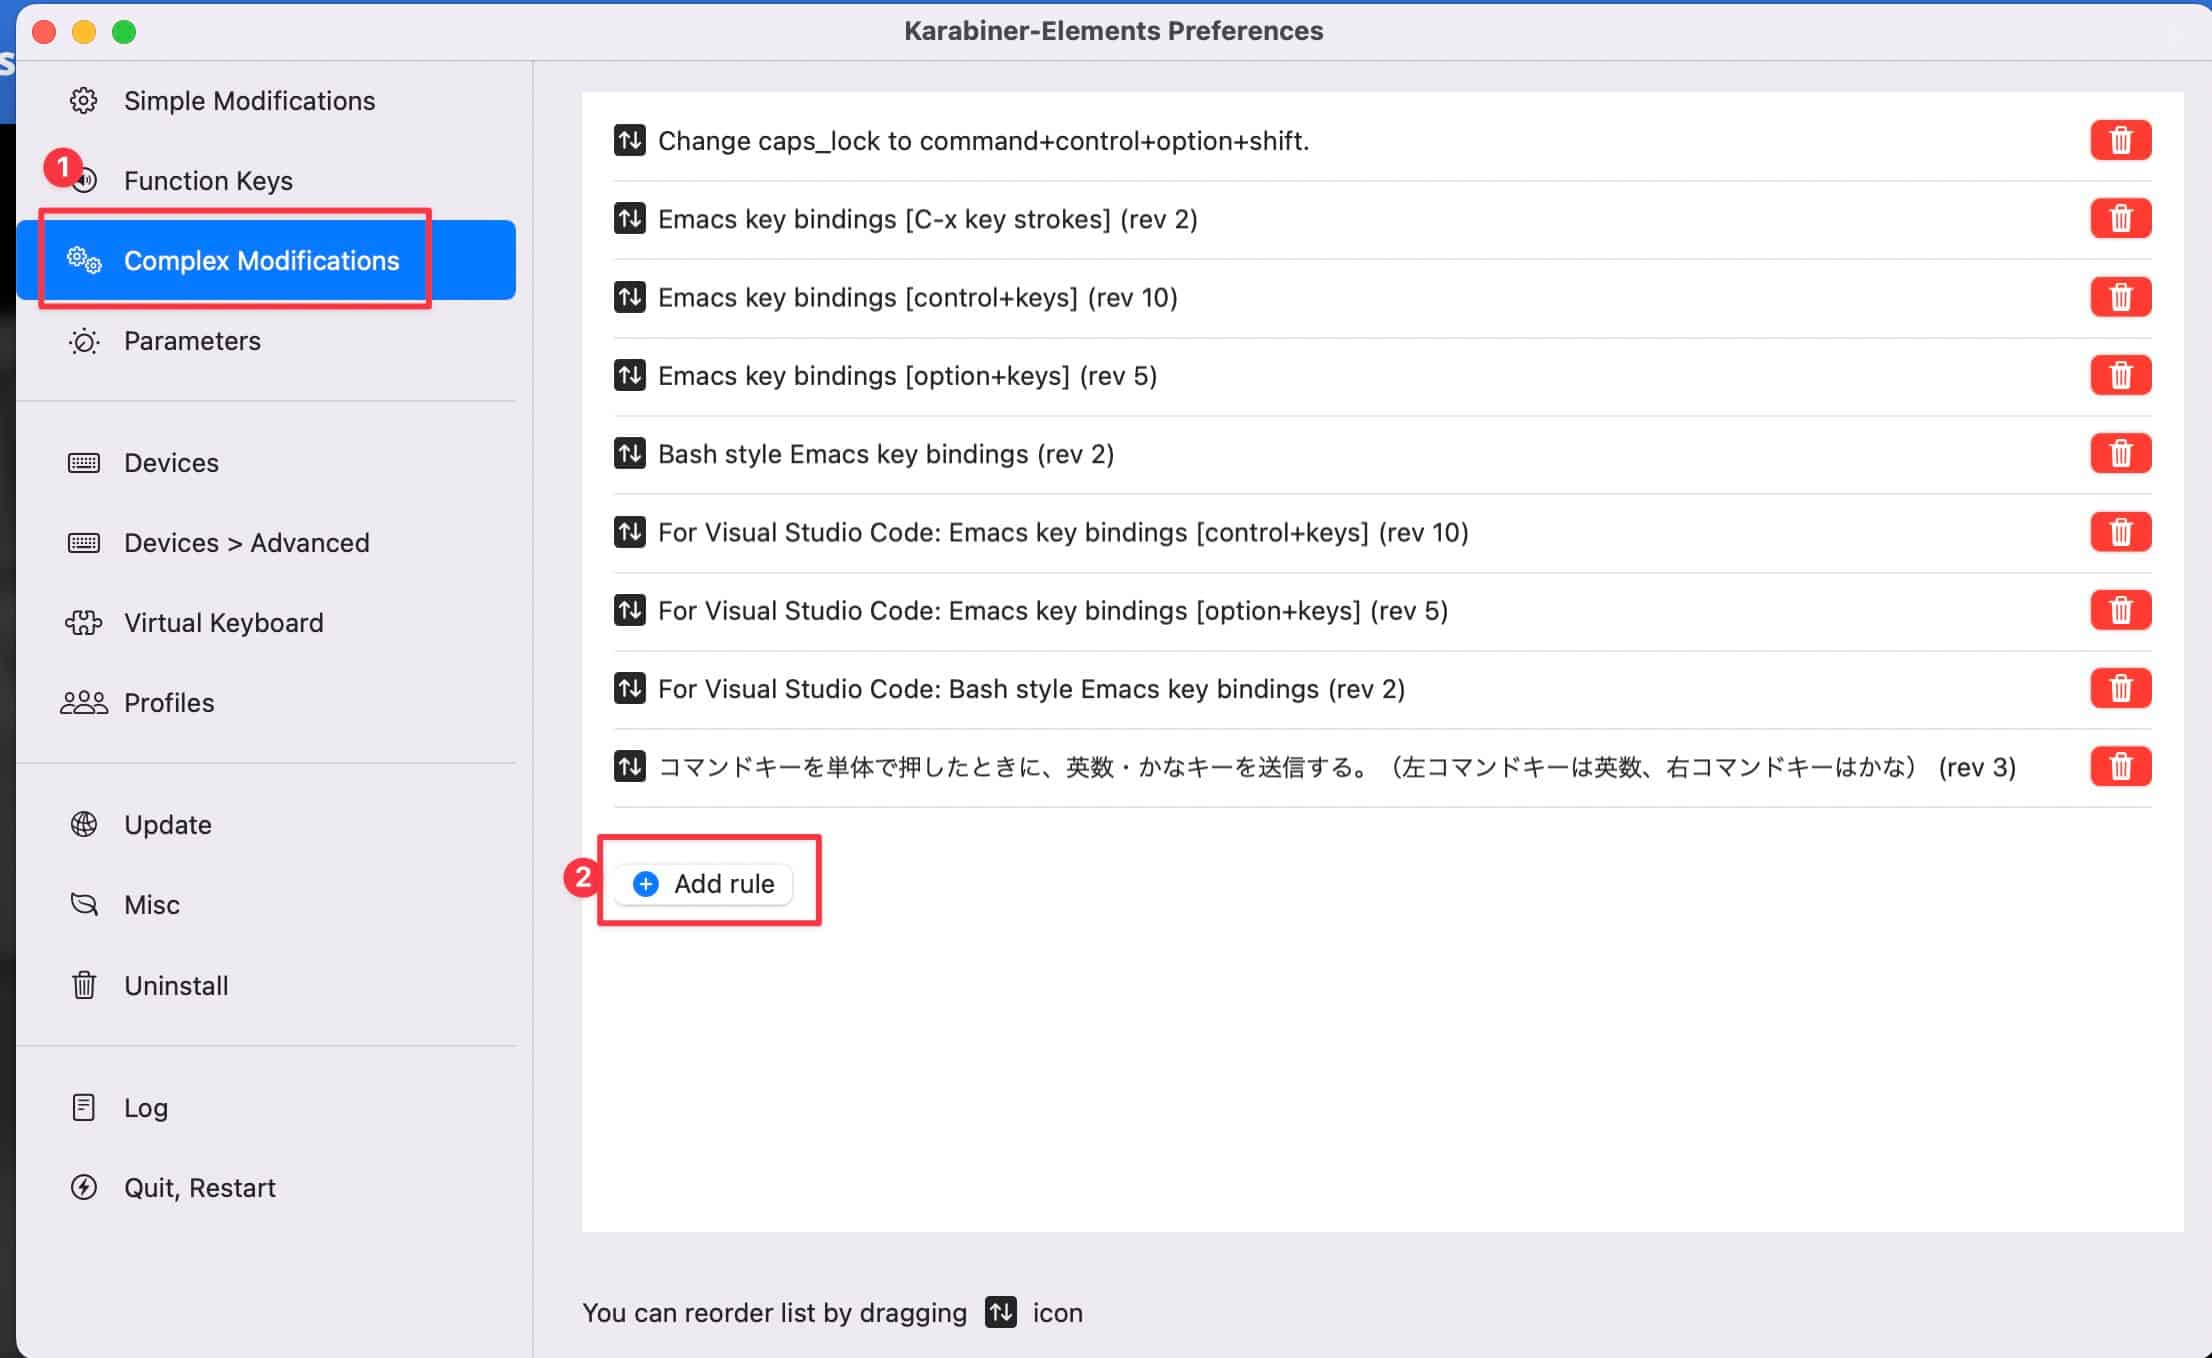 s
Karabiner-Elements Preferences
Simple Modifications
1
Function Keys
Complex Modifications
Parameters
Devices
Devices > Advanced
Virtual Keyboard
Profiles
Update
Misc
Uninstall
Log
Quit, Restart
Change caps_lock to command+control+option+shift.
Emacs key bindings [C-x key strokes] (rev 2)
Emacs key bindings [control+keys] (rev 10)
Emacs key bindings [option+keys] (rev 5)
Bash style Emacs key bindings (rev 2)
For Visual Studio Code: Emacs key bindings [control+keys] (rev 10)
For Visual Studio Code: Emacs key bindings [option+keys] (rev 5)
For Visual Studio Code: Bash style Emacs key bindings (rev 2)
コマンドキーを単体で押したときに、英数・かなキーを送信する。（左コマンドキーは英数、右コマンドキーはかな） (rev 3)
2
Add rule
You can reorder list by dragging icon